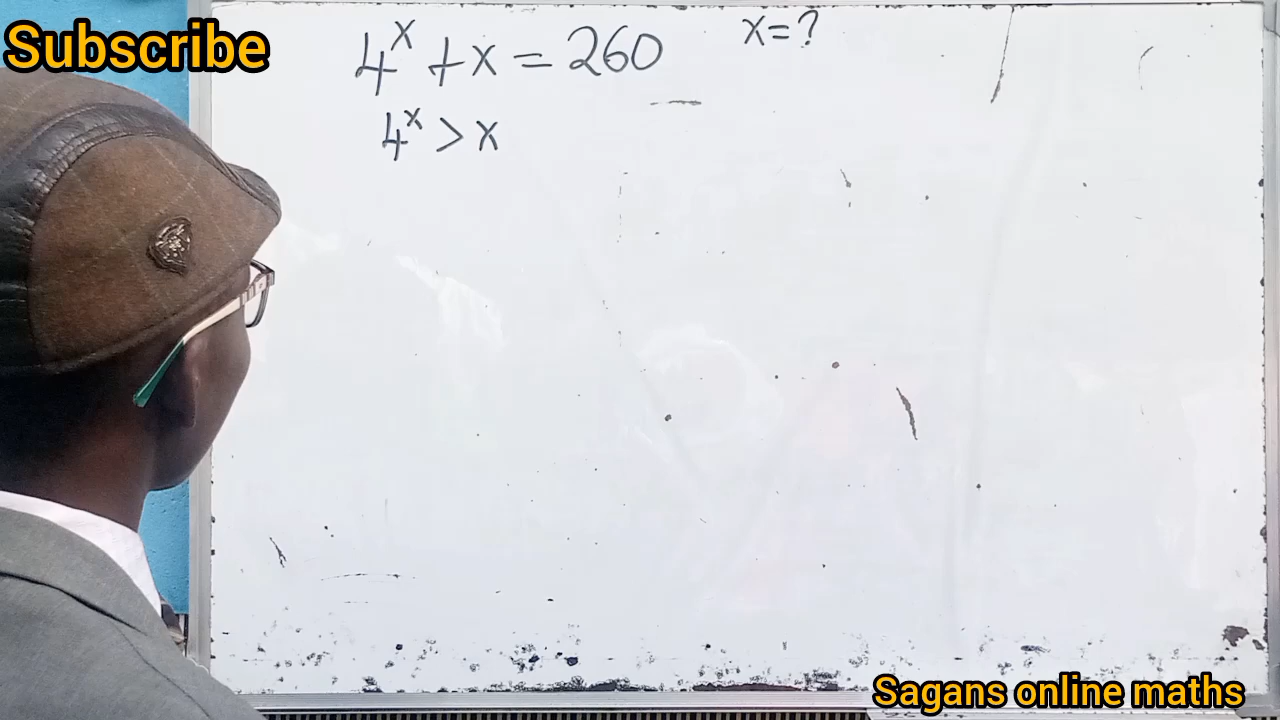 Subscribe
4^x + x = 260 x = ?
4^x > x
Sagans online maths